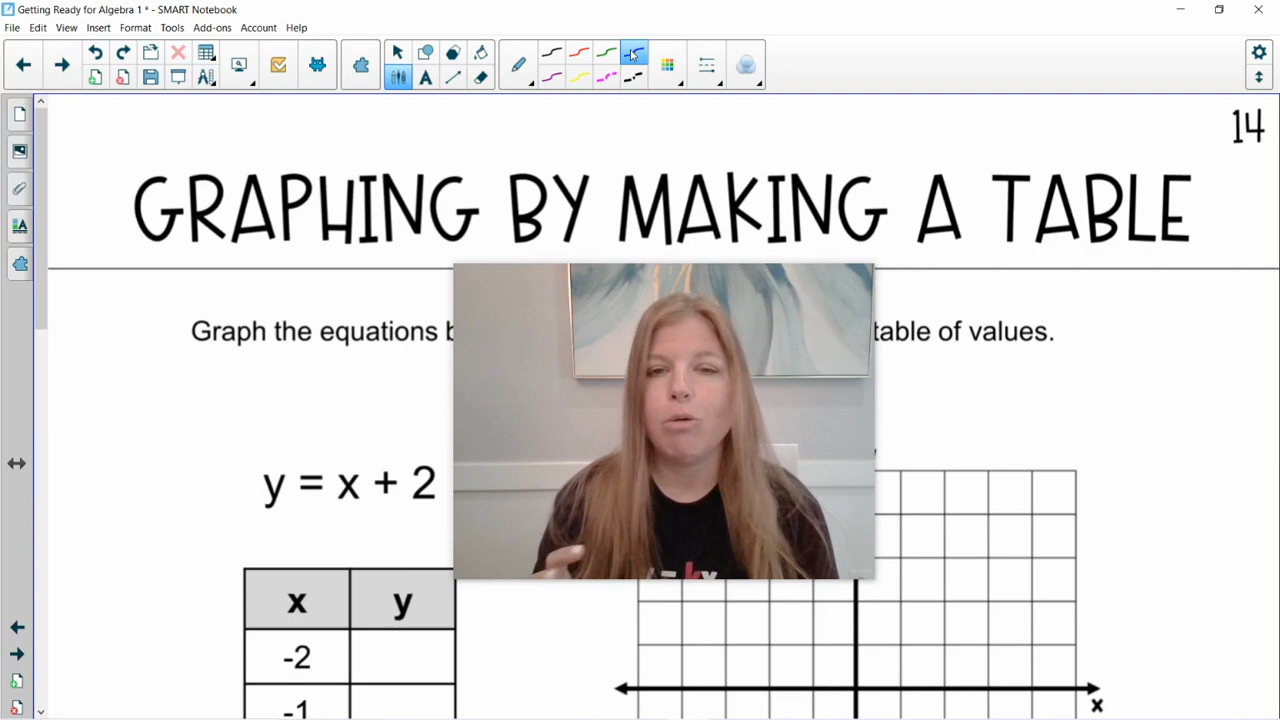 Getting Ready for Algebra 1 * - SMART Notebook
File Edit View Insert Format Tools Add-ons Account Help
14
GRAPHING BY MAKING A TABLE
Graph the equations table of values.
y = x + 2
x y
-2
-1
x